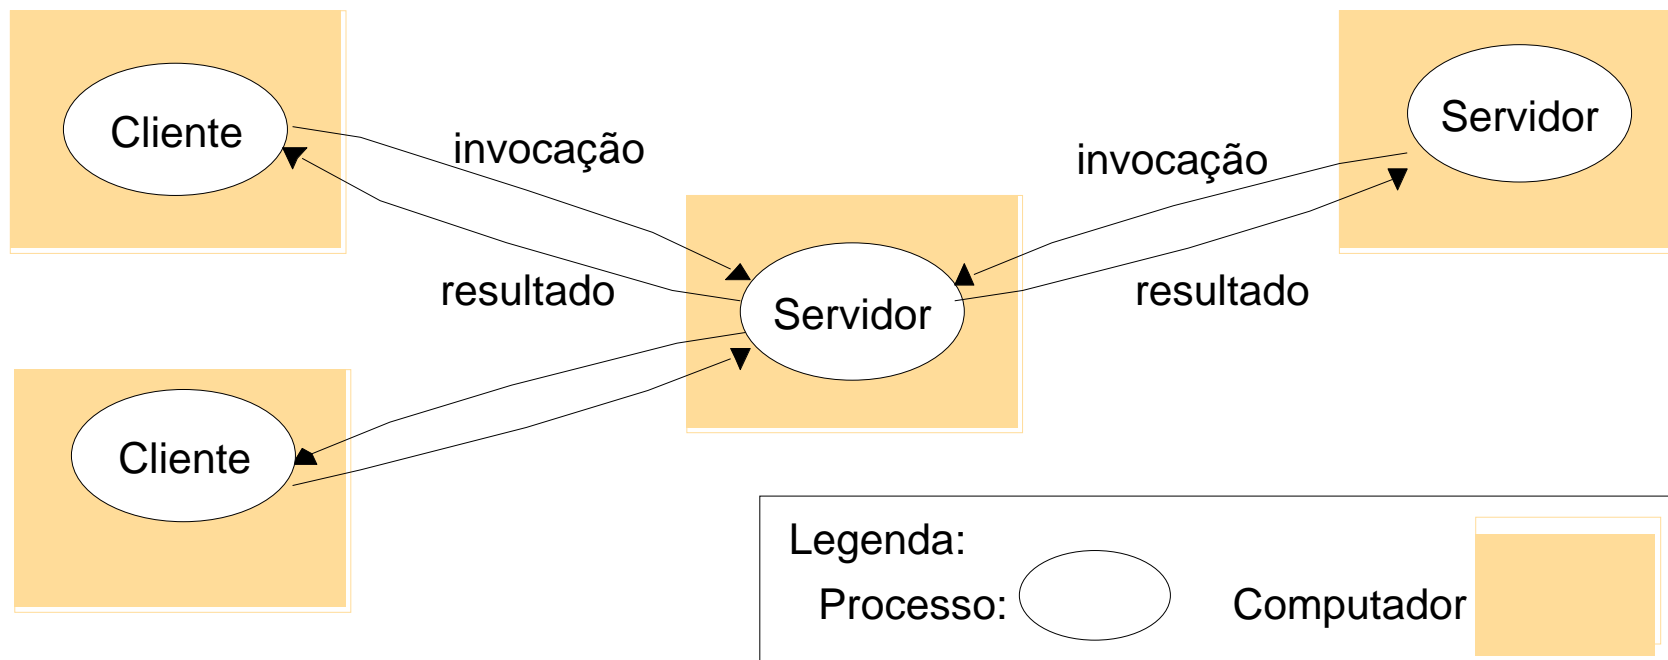 Cliente
invocação
resultado
Cliente
Servidor
invocação
resultado
Servidor
Legenda:
Processo:
Computador